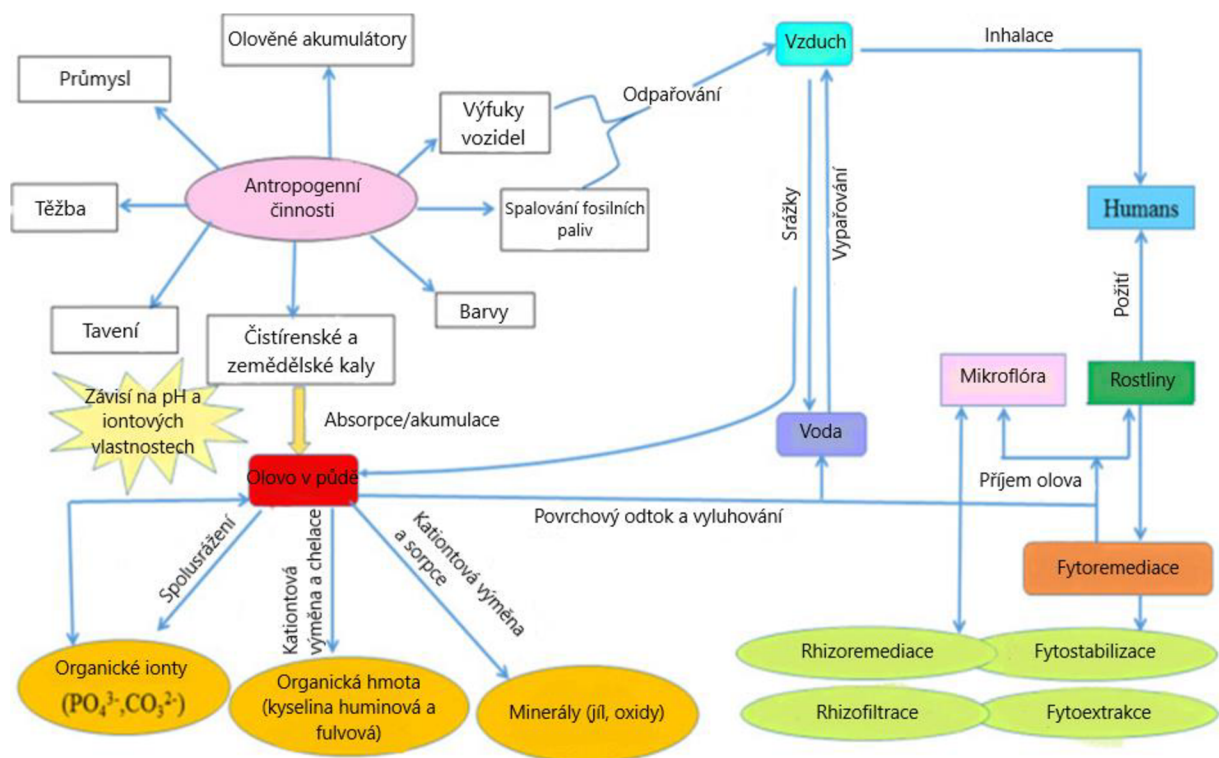 Olověné akumulátory
Vzduch
Inhalace
Průmysl
Výfuky
vozidel
Odpařování
Antropogenní
činnosti
Těžba
Spalování fosilních
paliv
Srážky
Vypařování
Humans
Požití
Tavení
Čistírenské a
zemědělské kaly
Barvy
Mikroflóra
Rostliny
Závisí na pH a
iontových
vlastnostech
Absorpce/akumulace
Voda
Olovo v půdě
Příjem olova
Povrchový odtok a vyluhování
Spolusrážení
Kationtová
výměna a chelace
Kationtová výměna
a sorpce
Fytoremediace
Organické ionty
(PO₄³⁻,CO₃²⁻)
Organická hmota
(kyselina huminová a
fulvová)
Minerály (jíl, oxidy)
Rhizoremediace
Fytostabilizace
Rhizofiltrace
Fytoextrakce